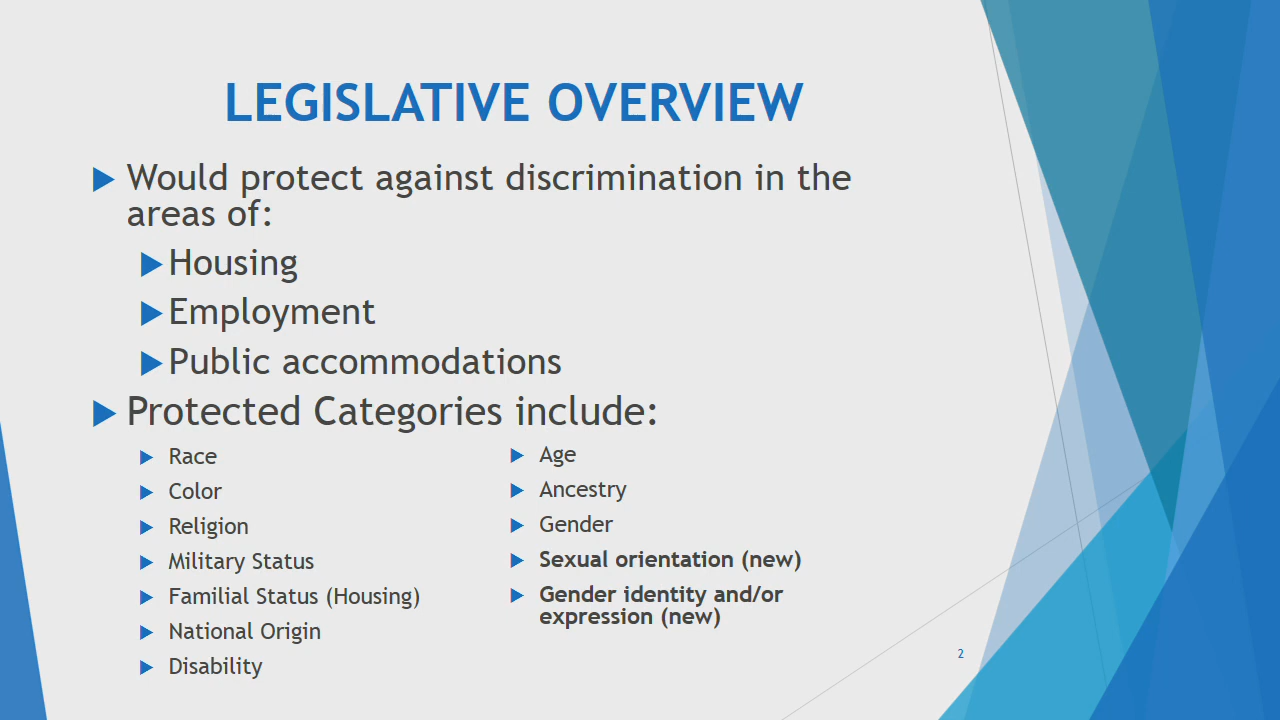 LEGISLATIVE OVERVIEW
Would protect against discrimination in the
areas of:
Housing
Employment
Public accommodations
Protected Categories include:
Race
Color
Religion
Military Status
Familial Status (Housing)
National Origin
Disability
Age
Ancestry
Gender
Sexual orientation (new)
Gender identity and/or
expression (new)
2